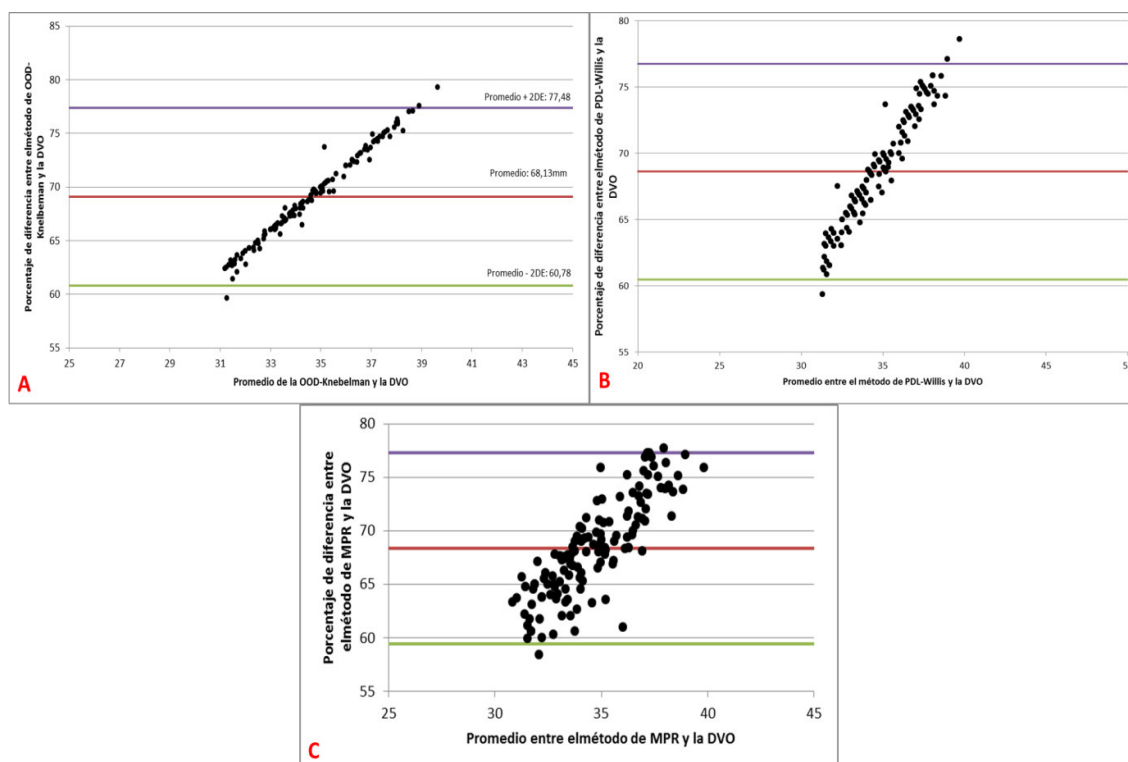 85
80
75
70
65
60
55
Porcentaje de diferencia entre elmétodo de OOD-
Knelbeman y la DVO
Promedio + 2DE: 77,48
Promedio: 68,13mm
Promedio - 2DE: 60,78
25
27
29
31
33
35
37
39
41
43
45
Promedio de la OOD-Knebelman y la DVO
A
80
75
70
65
60
55
Porcentaje de diferencia entre el método de PDL-Willis y la
DVO
20
25
30
35
40
45
50
Promedio entre el método de PDL-Willis y la DVO
B
80
75
70
65
60
55
Porcentaje de diferencia entre
elmétodo de MPR y la DVO
25
30
35
40
45
Promedio entre elmétodo de MPR y la DVO
C